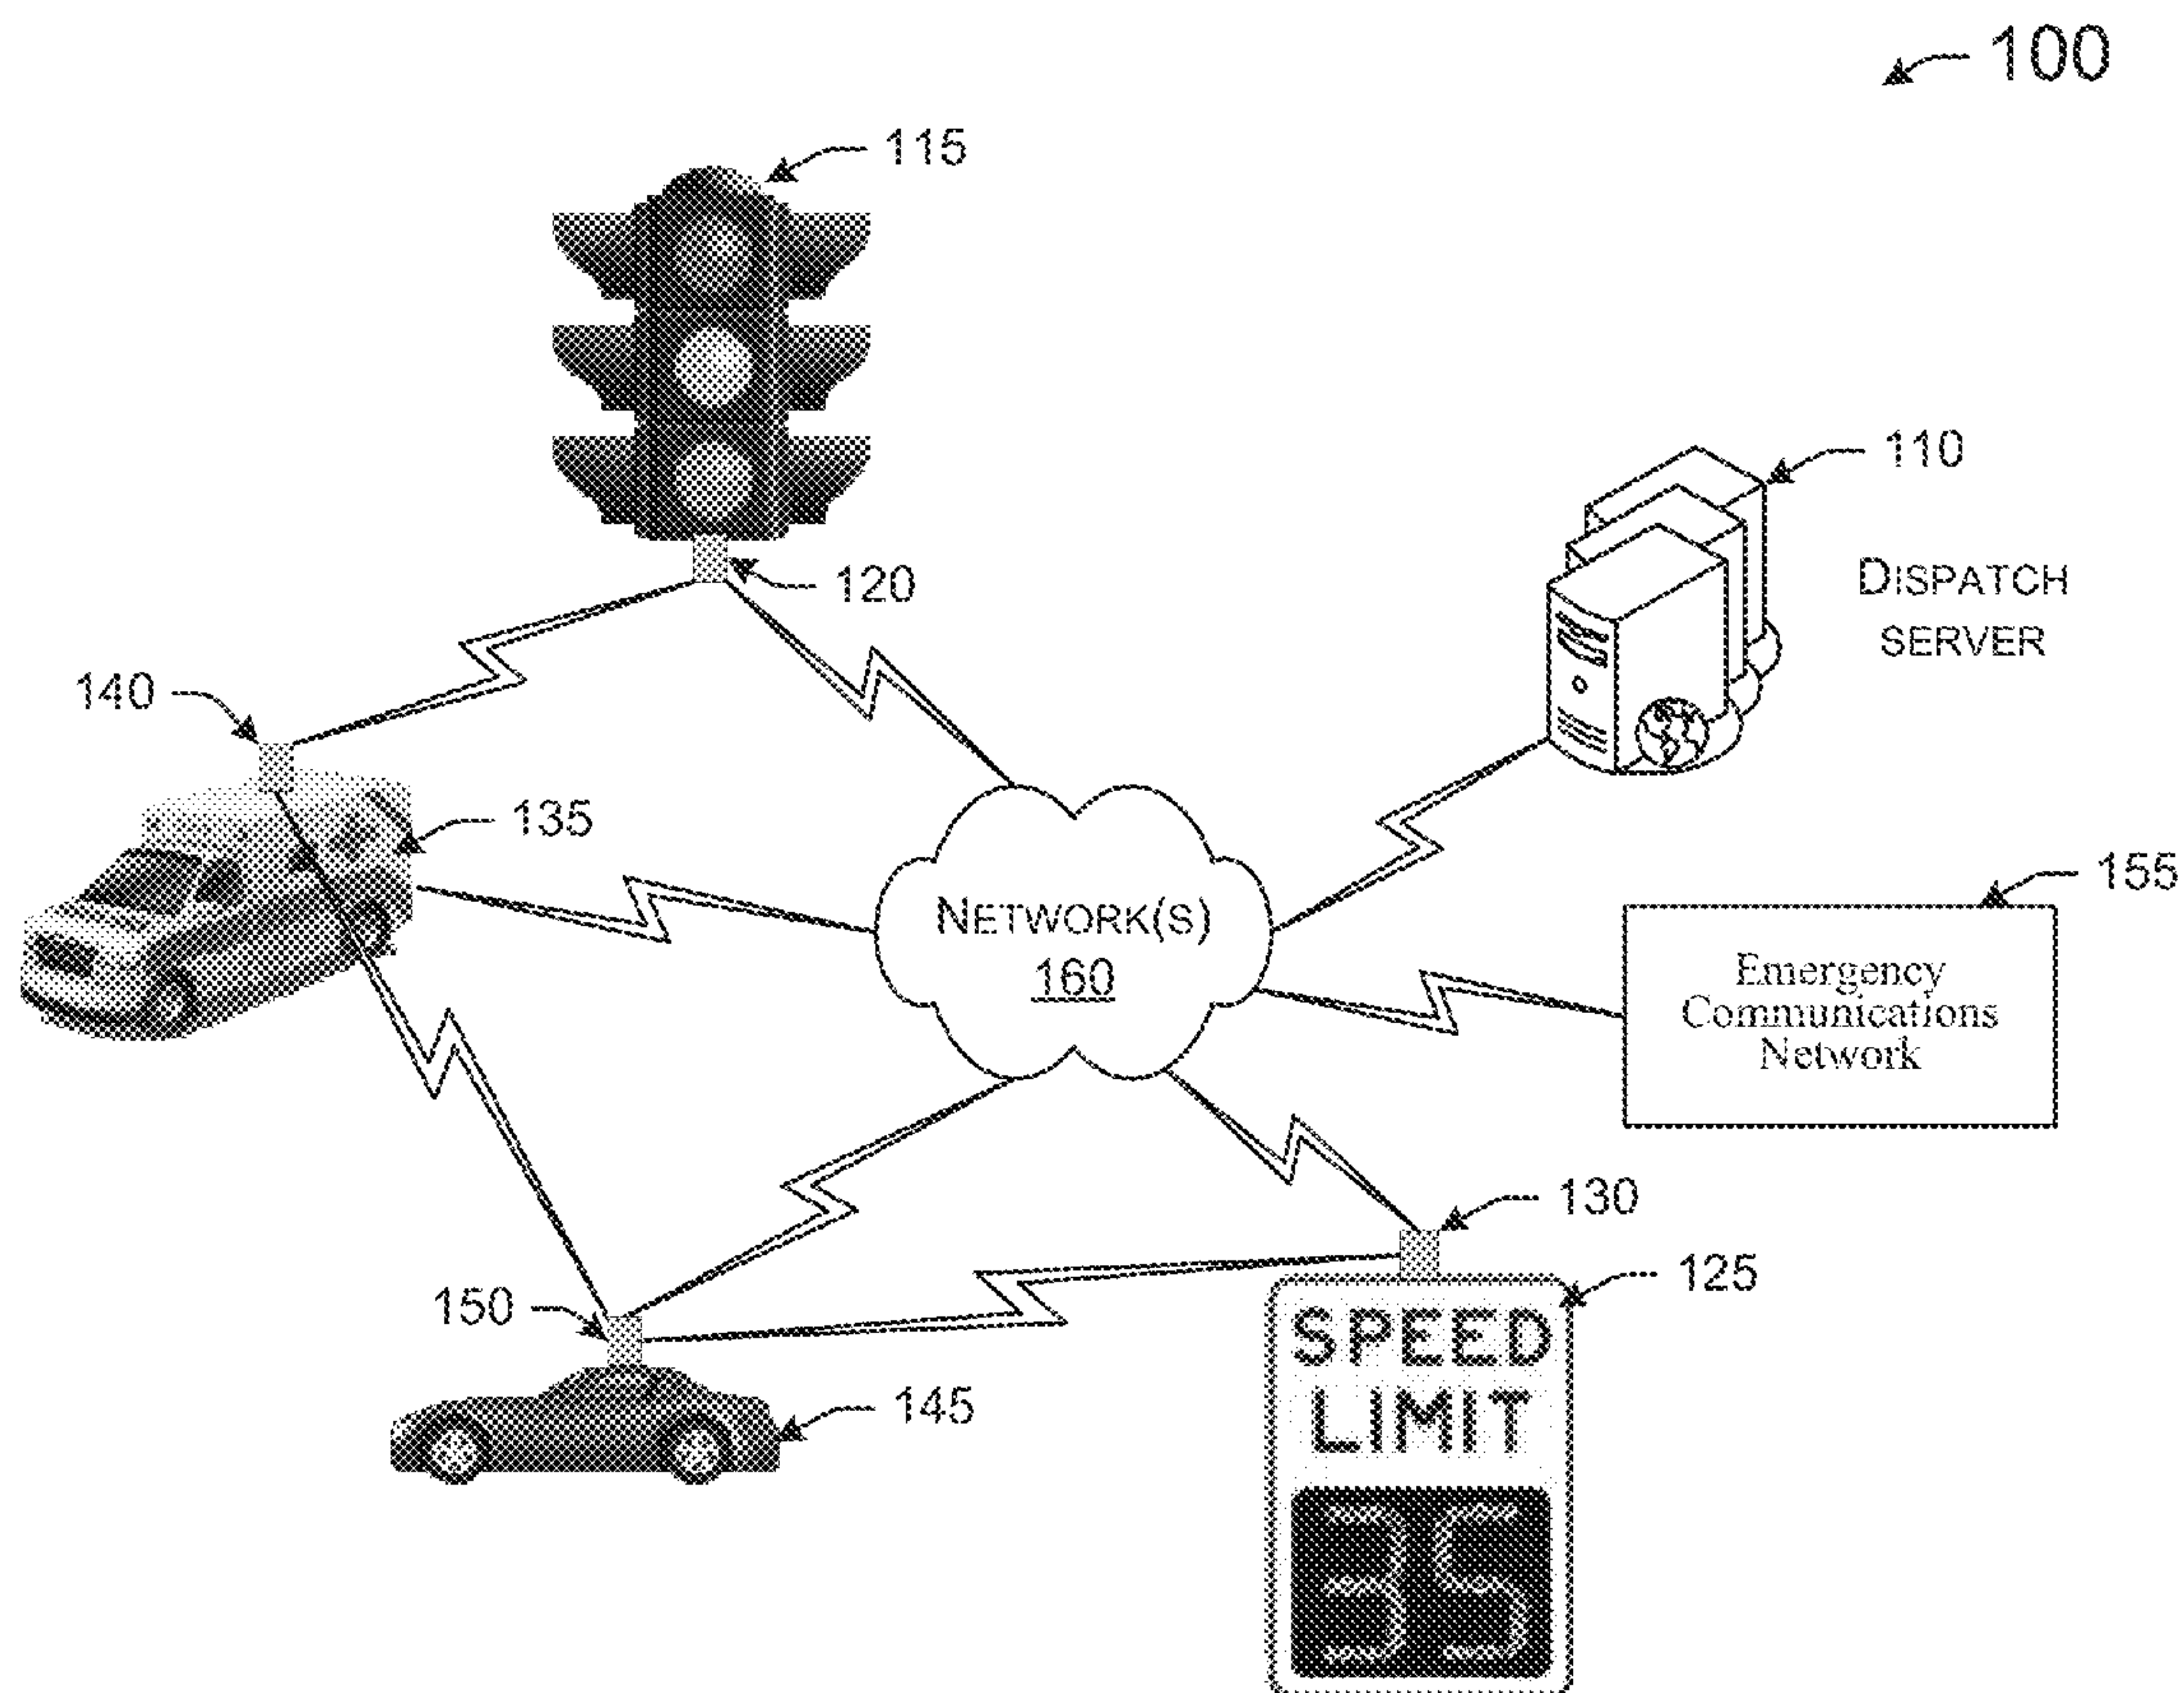 100
115
110
120
DISPATCH
SERVER
140
135
155
NETWORK(S)
160
Emergency
Communications
Network
130
125
150
SPEED
LIMIT
35
145